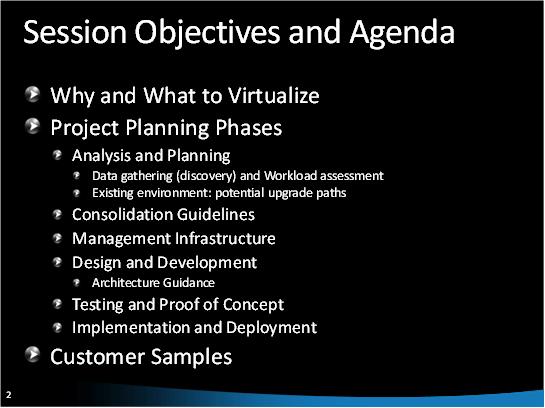 Session Objectives and Agenda
Why and What to Virtualize
Project Planning Phases
Analysis and Planning
Data gathering (discovery) and Workload assessment
Existing environment: potential upgrade paths
Consolidation Guidelines
Management Infrastructure
Design and Development
Architecture Guidance
Testing and Proof of Concept
Implementation and Deployment
Customer Samples
2